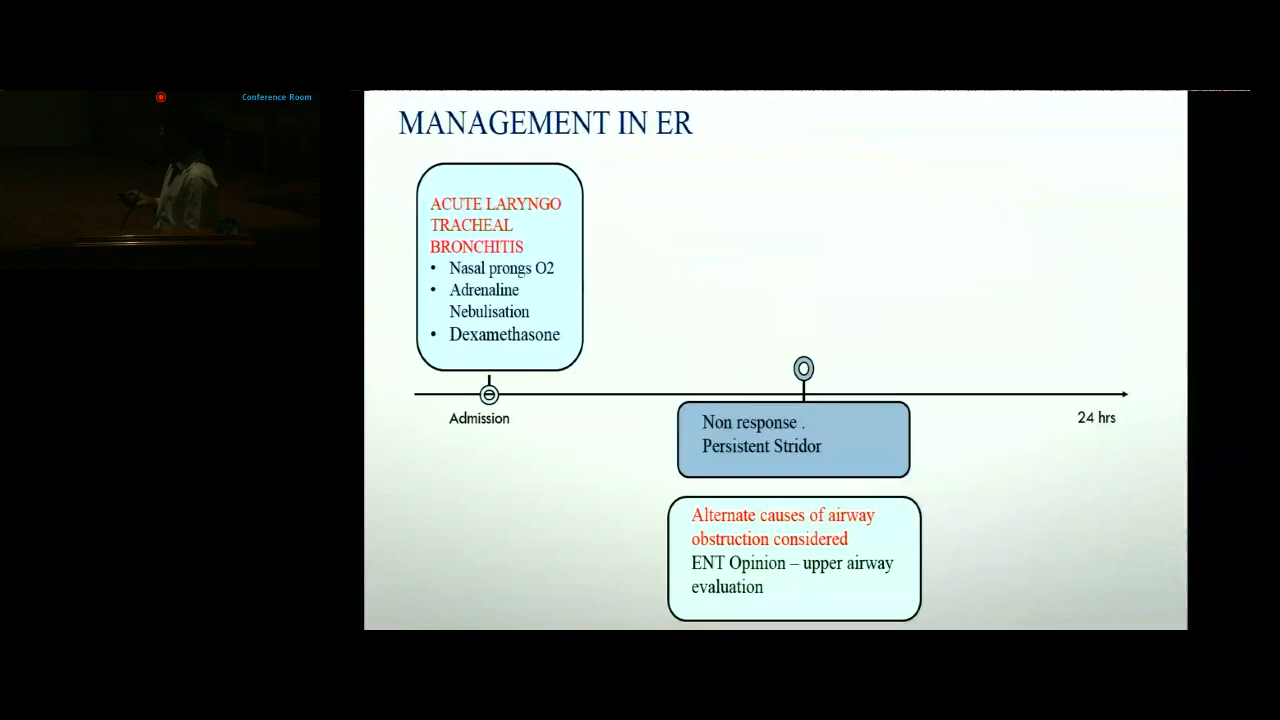 Conference Room
MANAGEMENT IN ER
ACUTE LARYNGO
TRACHEAL
BRONCHITIS
• Nasal prongs O2
• Adrenaline
Nebulisation
• Dexamethasone
Admission
24 hrs
Non response .
Persistent Stridor
Alternate causes of airway
obstruction considered
ENT Opinion – upper airway
evaluation